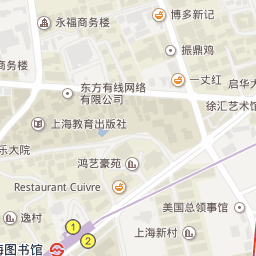 博多新记
永福商务楼
振鼎鸡
商务楼
一丈红
启华大
东方有线网络
有限公司
徐汇艺术馆
上海教育出版社
乐大院
鸿艺豪苑
Restaurant Cuivre
美国总领事馆
逸村
上海新村
1
2
海图书馆